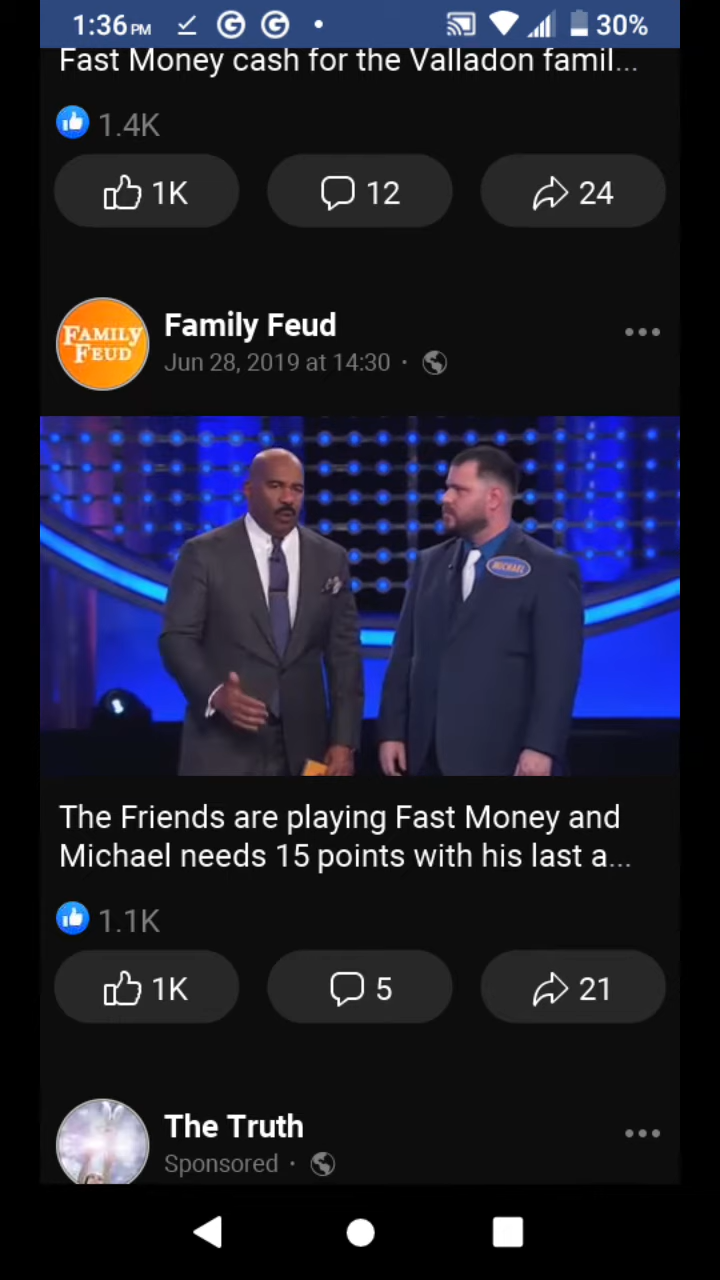 1:36 PM 30%
Fast Money cash for the Valladon famil...
1.4K
1K 12 24
FAMILY
FEUD
Family Feud
Jun 28, 2019 at 14:30 ·
MICHAEL
The Friends are playing Fast Money and
Michael needs 15 points with his last a...
1.1K
1K 5 21
The Truth
Sponsored ·